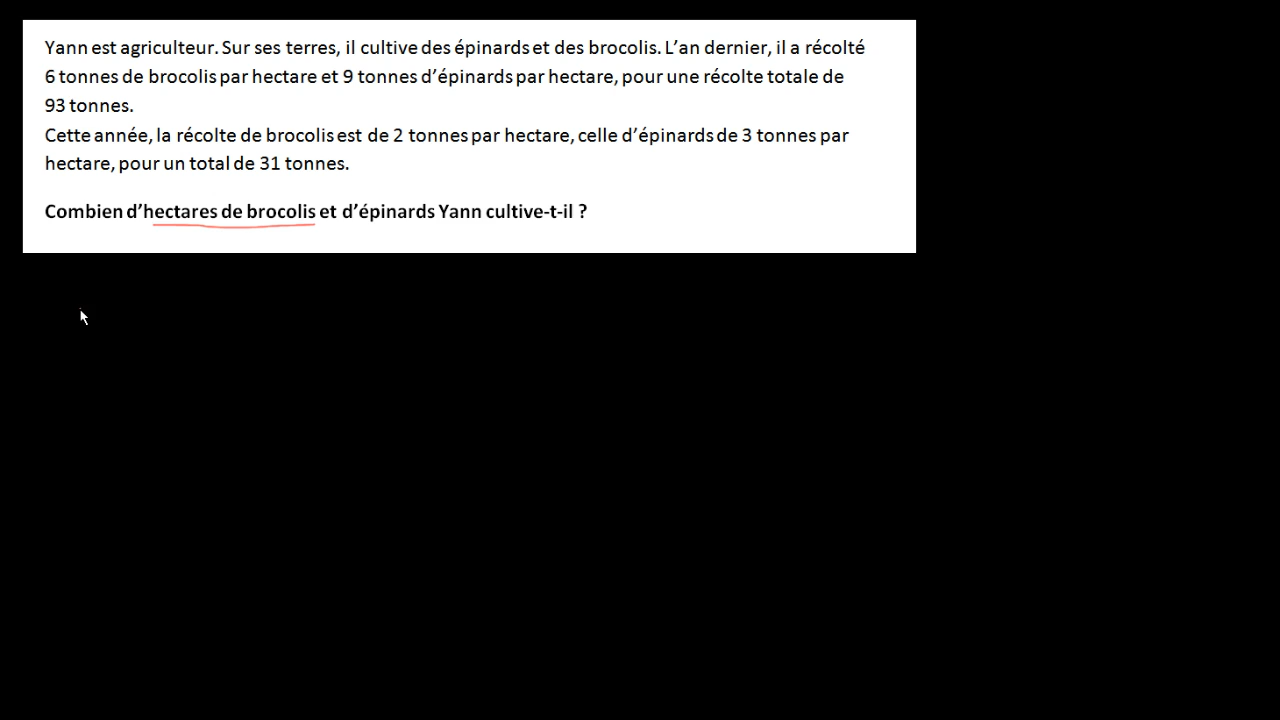 Yann est agriculteur. Sur ses terres, il cultive des épinards et des brocolis. L’an dernier, il a récolté
6 tonnes de brocolis par hectare et 9 tonnes d’épinards par hectare, pour une récolte totale de
93 tonnes.
Cette année, la récolte de brocolis est de 2 tonnes par hectare, celle d’épinards de 3 tonnes par
hectare, pour un total de 31 tonnes.
Combien d’hectares de brocolis et d’épinards Yann cultive-t-il ?